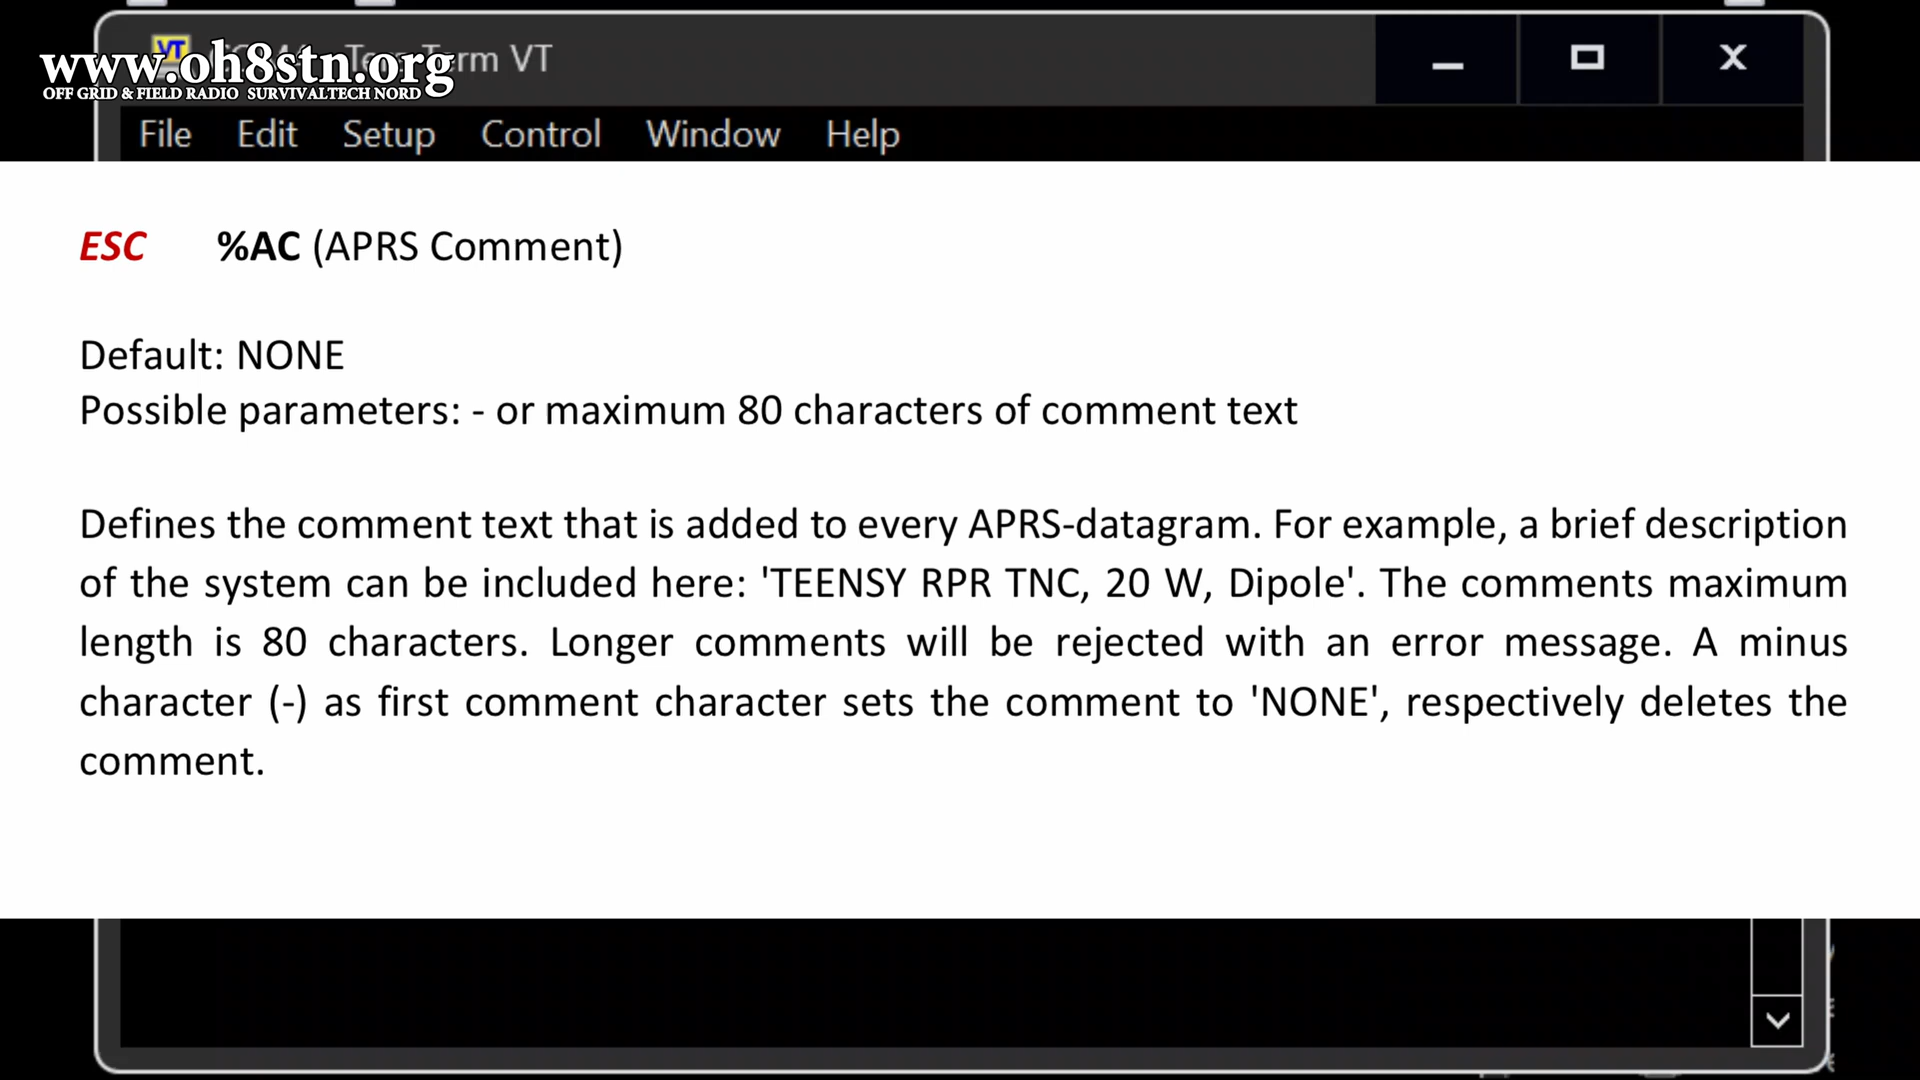 www.oh8stn.org
OFF GRID & FIELD RADIO SURVIVALTECH NORD
VT
Term VT
File Edit Setup Control Window Help
ESC %AC (APRS Comment)
Default: NONE
Possible parameters: - or maximum 80 characters of comment text
Defines the comment text that is added to every APRS-datagram. For example, a brief description
of the system can be included here: 'TEENSY RPR TNC, 20 W, Dipole'. The comments maximum
length is 80 characters. Longer comments will be rejected with an error message. A minus
character (-) as first comment character sets the comment to 'NONE', respectively deletes the
comment.